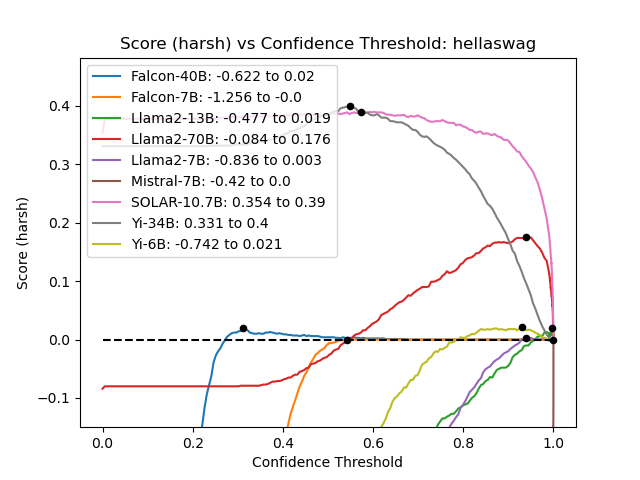 Score (harsh) vs Confidence Threshold: hellaswag
Falcon-40B: -0.622 to 0.02
Falcon-7B: -1.256 to -0.0
Llama2-13B: -0.477 to 0.019
Llama2-70B: -0.084 to 0.176
Llama2-7B: -0.836 to 0.003
Mistral-7B: -0.42 to 0.0
SOLAR-10.7B: 0.354 to 0.39
Yi-34B: 0.331 to 0.4
Yi-6B: -0.742 to 0.021
Score (harsh)
0.4
0.3
0.2
0.1
0.0
−0.1
0.0 0.2 0.4 0.6 0.8 1.0
Confidence Threshold